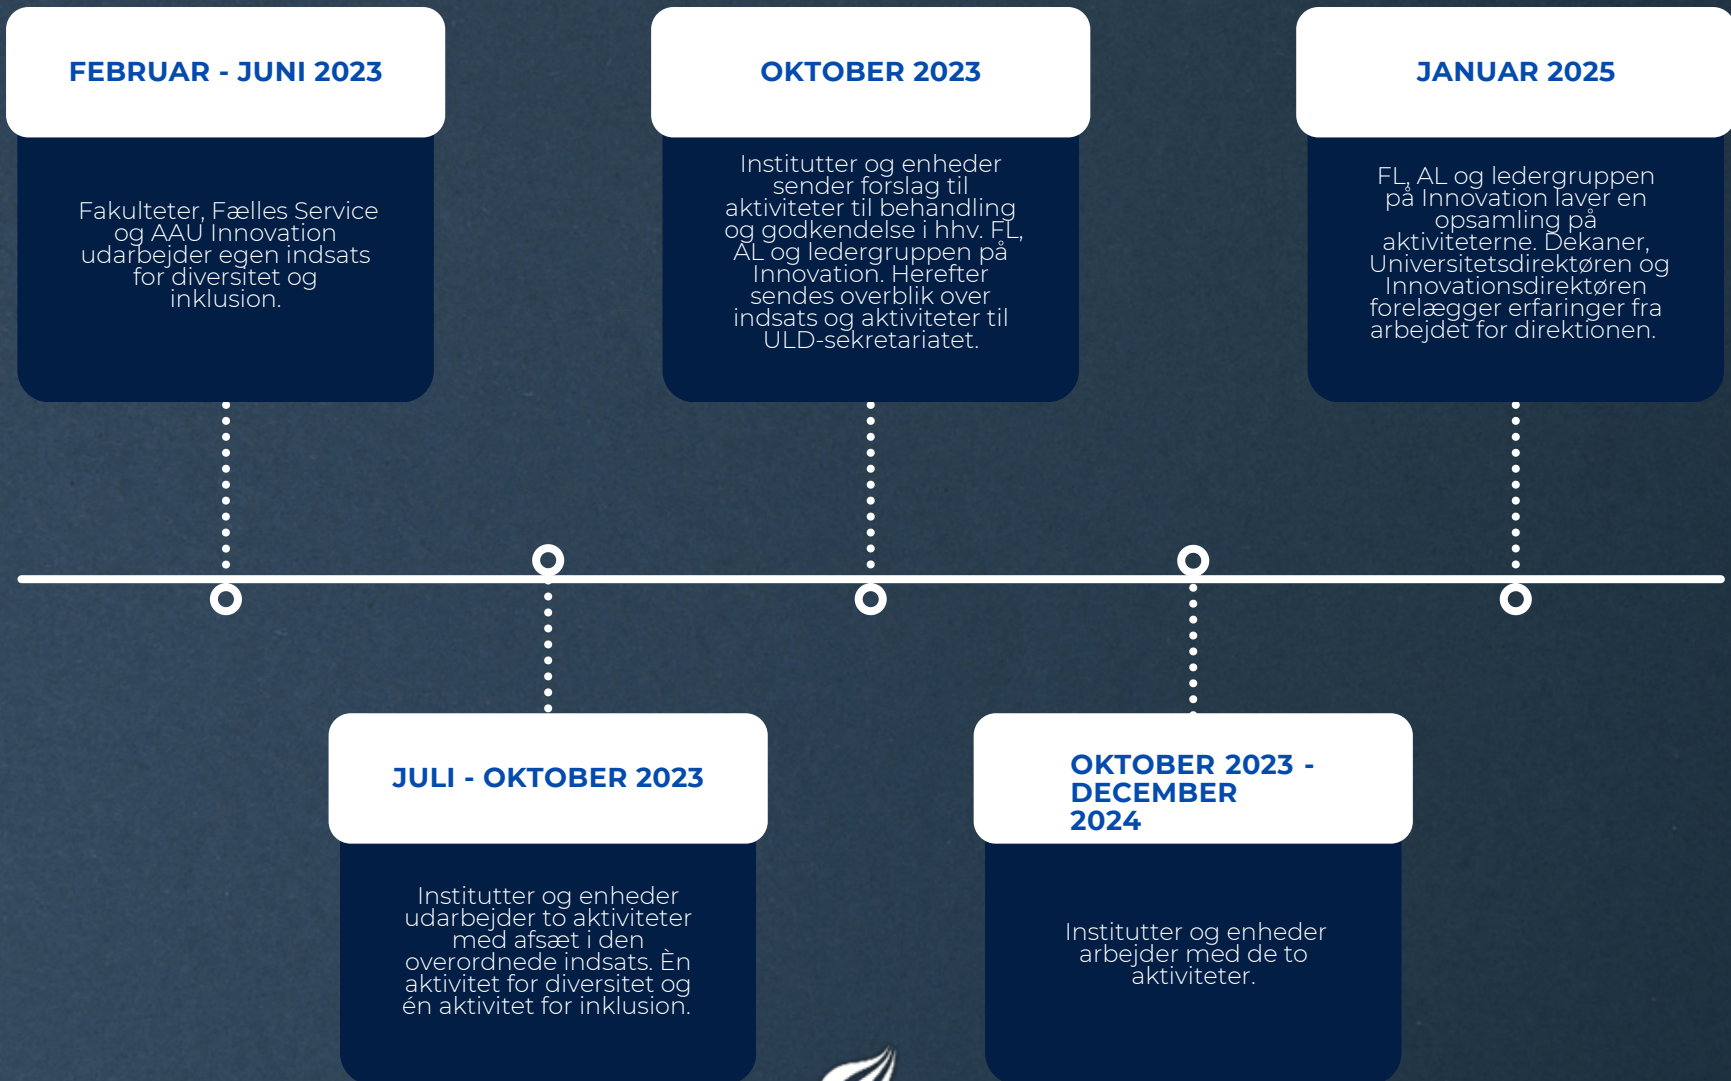 FEBRUAR - JUNI 2023
Fakulteter, Fælles Service
og AAU Innovation
udarbejder egen indsats
for diversitet og
inklusion.
JULI - OKTOBER 2023
Institutter og enheder
udarbejder to aktiviteter
med afsæt i den
overordnede indsats. Èn
aktivitet for diversitet og
én aktivitet for inklusion.
OKTOBER 2023
Institutter og enheder
sender forslag til
aktiviteter til behandling
og godkendelse i hhv. FL,
AL og ledergruppen på
Innovation. Herefter
sendes overblik over
indsats og aktiviteter til
ULD-sekretariatet.
OKTOBER 2023 -
DECEMBER
2024
Institutter og enheder
arbejder med de to
aktiviteter.
JANUAR 2025
FL, AL og ledergruppen
på Innovation laver en
opsamling på
aktiviteterne. Dekaner,
Universitetsdirektøren og
Innovationsdirektøren
forelægger erfaringer fra
arbejdet for direktionen.